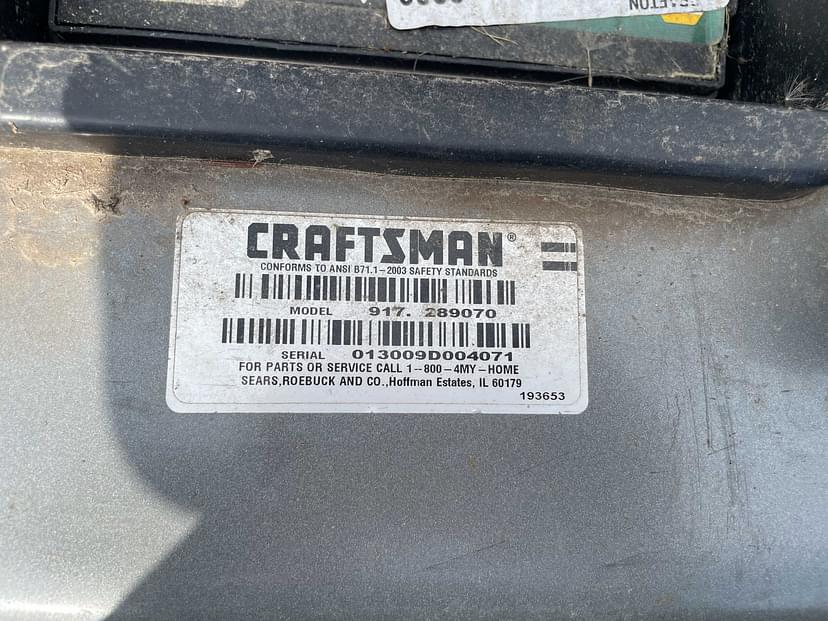 GRAFTON
CRAFTSMAN®
CONFORMS TO ANSI B71.1–2003 SAFETY STANDARDS
MODEL 917. 289070
SERIAL 013009D004071
FOR PARTS OR SERVICE CALL 1–800–4MY–HOME
SEARS,ROEBUCK AND CO.,Hoffman Estates, IL 60179
193653